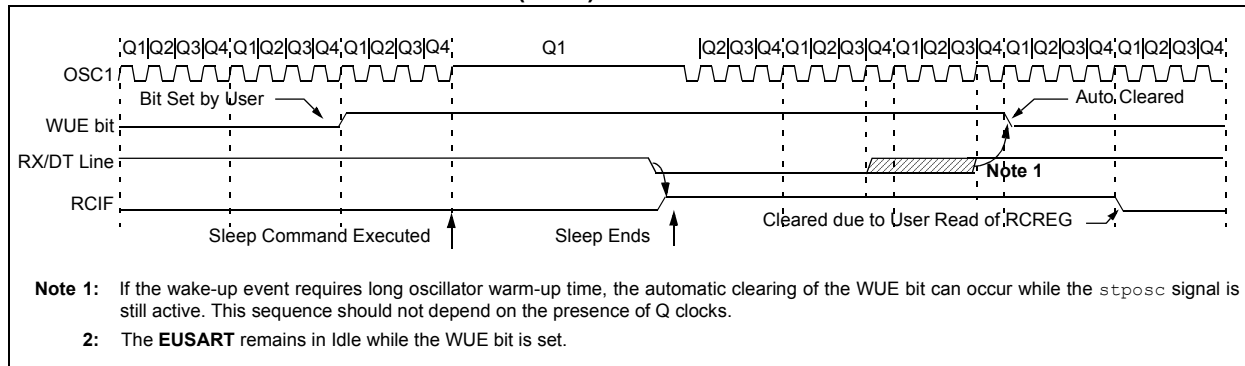 Q1 Q2 Q3 Q4 Q1 Q2 Q3 Q4 Q1 Q2 Q3 Q4 Q1 Q2 Q3 Q4 Q1 Q2 Q3 Q4 Q1 Q2 Q3 Q4 Q1 Q2 Q3 Q4 Q1 Q2 Q3 Q4
OSC1
Bit Set by User Auto Cleared
WUE bit
RX/DT Line
Note 1
RCIF
Cleared due to User Read of RCREG
Sleep Command Executed Sleep Ends
Note 1: If the wake-up event requires long oscillator warm-up time, the automatic clearing of the WUE bit can occur while the stposc signal is
still active. This sequence should not depend on the presence of Q clocks.
2: The EUSART remains in Idle while the WUE bit is set.